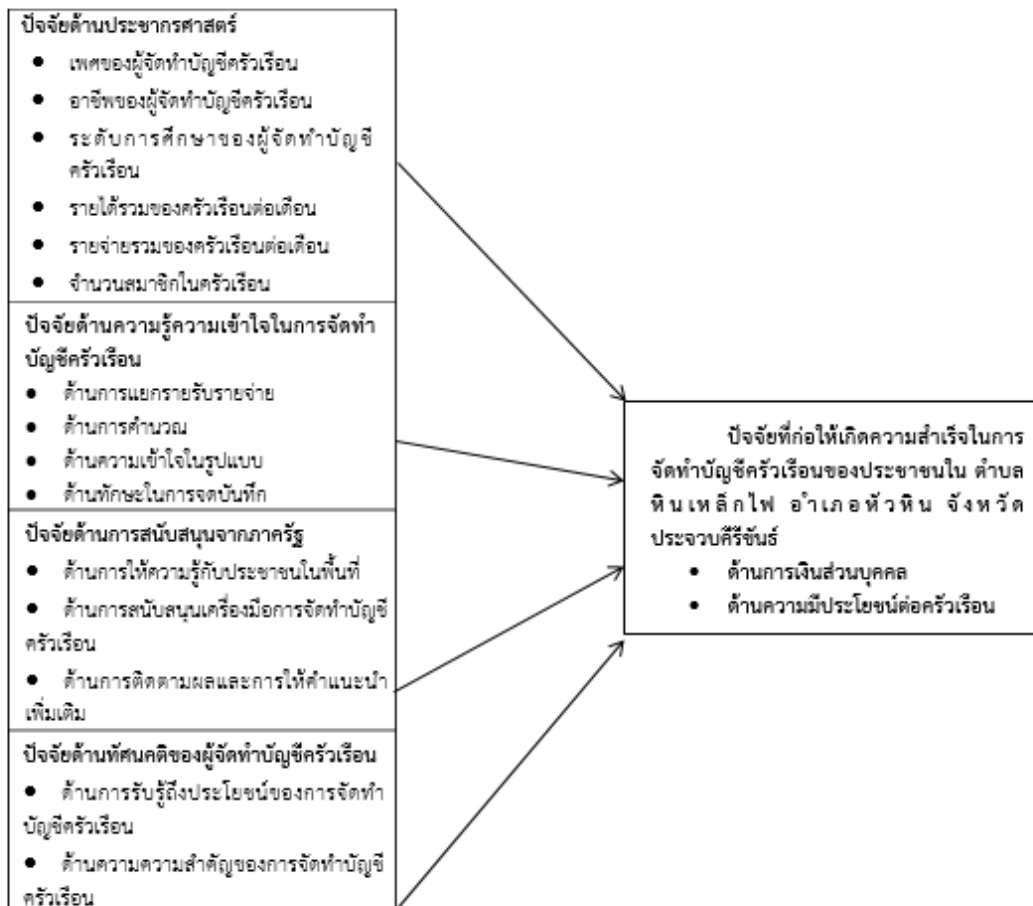 ปัจจัยด้านประชากรศาสตร์
● เพศของผู้จัดทำบัญชีครัวเรือน
● อาชีพของผู้จัดทำบัญชีครัวเรือน
● ระดับการศึกษาของผู้จัดทำบัญชี
ครัวเรือน
● รายได้รวมของครัวเรือนต่อเดือน
● รายจ่ายรวมของครัวเรือนต่อเดือน
● จำนวนสมาชิกในครัวเรือน
ปัจจัยด้านความรู้ความเข้าใจในการจัดทำ
บัญชีครัวเรือน
● ด้านการแยกรายรับรายจ่าย
● ด้านการคำนวณ
● ด้านความเข้าใจในรูปแบบ
● ด้านทักษะในการจดบันทึก
ปัจจัยด้านการสนับสนุนจากภาครัฐ
● ด้านการให้ความรู้กับประชาชนในพื้นที่
● ด้านการสนับสนุนเครื่องมือการจัดทำบัญชี
ครัวเรือน
● ด้านการติดตามผลและการให้คำแนะนำ
เพิ่มเติม
ปัจจัยด้านทัศนคติของผู้จัดทำบัญชีครัวเรือน
● ด้านการรับรู้ถึงประโยชน์ของการจัดทำ
บัญชีครัวเรือน
● ด้านความความสำคัญของการจัดทำบัญชี
ครัวเรือน
ปัจจัยที่ก่อให้เกิดความสำเร็จในการ
จัดทำบัญชีครัวเรือนของประชาชนใน ตำบล
หินเหล็กไฟ อำเภอหัวหิน จังหวัด
ประจวบคีรีขันธ์
• ด้านการเงินส่วนบุคคล
• ด้านความมีประโยชน์ต่อครัวเรือน